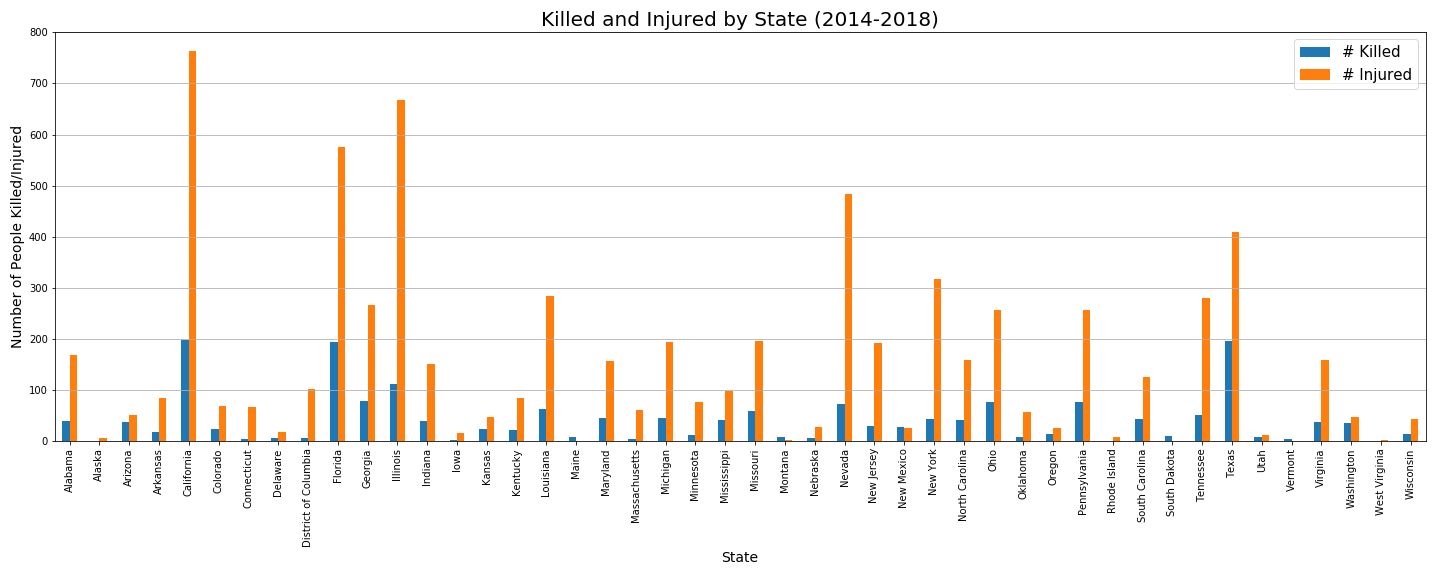 Killed and Injured by State (2014-2018)
# Killed
# Injured
Number of People Killed/Injured
800
700
600
500
400
300
200
100
0
Alabama
Alaska
Arizona
Arkansas
California
Colorado
Connecticut
Delaware
District of Columbia
Florida
Georgia
Illinois
Indiana
Iowa
Kansas
Kentucky
Louisiana
Maine
Maryland
Massachusetts
Michigan
Minnesota
Mississippi
Missouri
Montana
Nebraska
Nevada
New Jersey
New Mexico
New York
North Carolina
Ohio
Oklahoma
Oregon
Pennsylvania
Rhode Island
South Carolina
South Dakota
Tennessee
Texas
Utah
Vermont
Virginia
Washington
West Virginia
Wisconsin
State